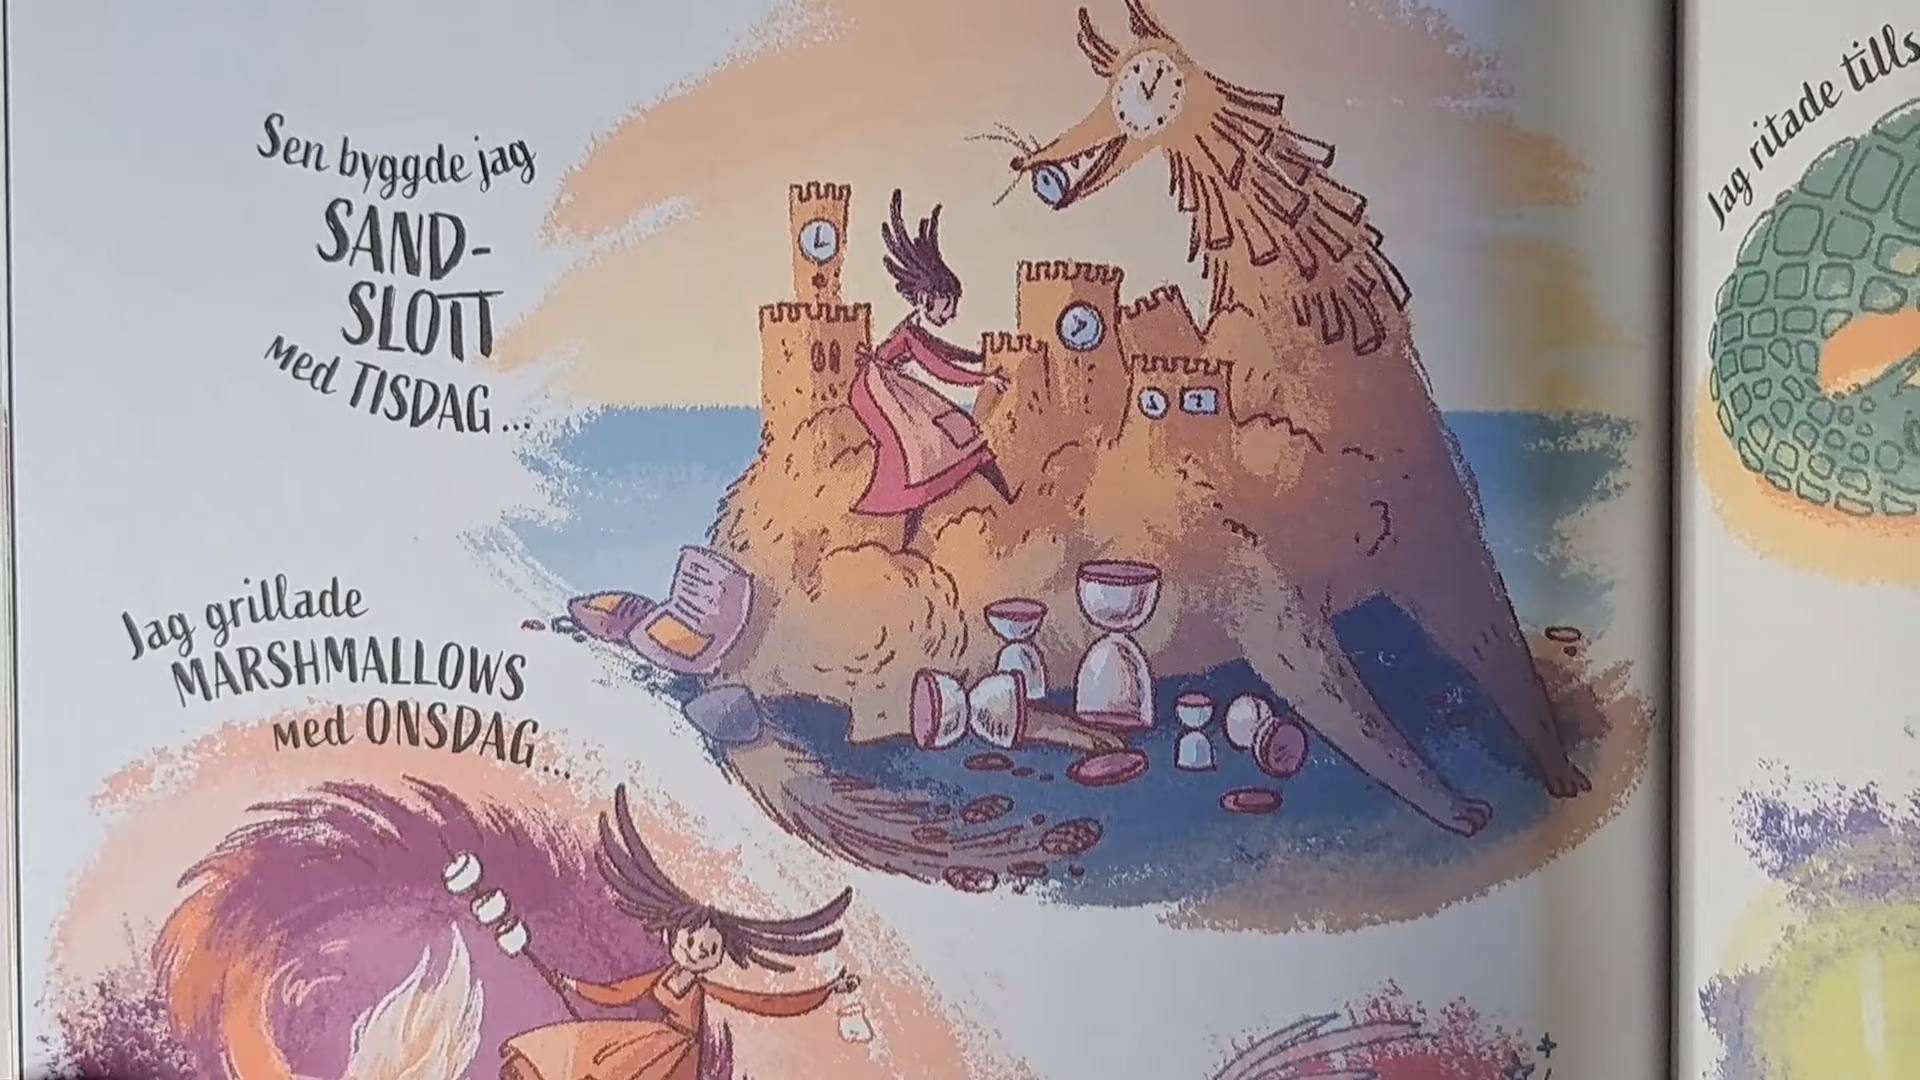 Sen byggde jag
SAND-
SLOTT
med TISDAG...
Jag grillade
MARSHMALLOWS
med ONSDAG...
Jag ritade tills